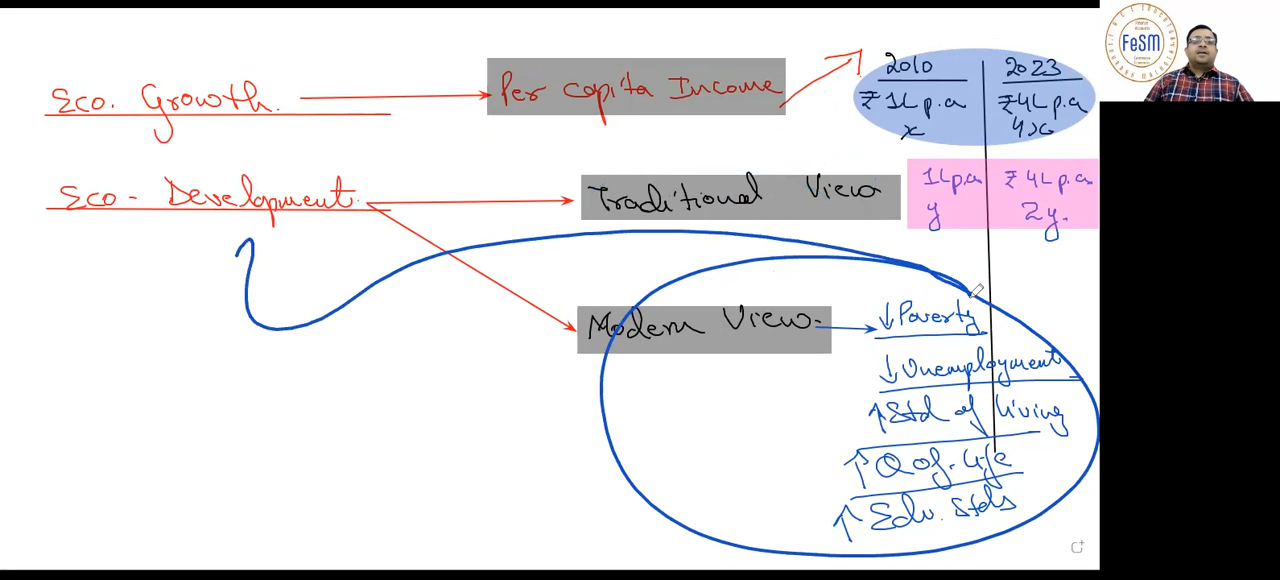 Eco. Growth.
Per capita Income
2010
2023
₹ 1L p.a
₹ 4L p.a
x
4x
Eco - Development
Traditional View
1L p.a
₹ 4L p.a
y
2y.
Modern View.
↓ Poverty
↓ Unemployment
↑ Std of living
↑ Q of. Life
↑ Edu. Stds
FeSM